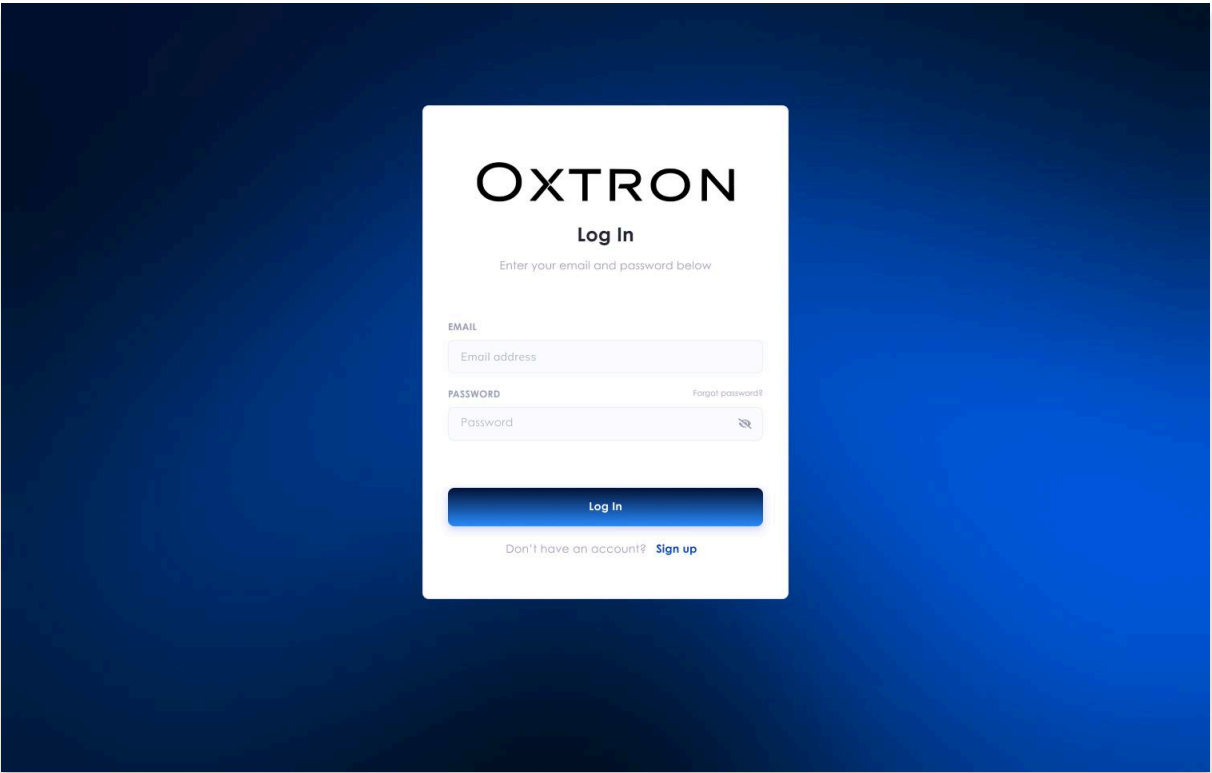 OXTRON
Log In
Enter your email and password below
EMAIL
Email address
PASSWORD Forgot password?
Password
Log In
Don't have an account? Sign up